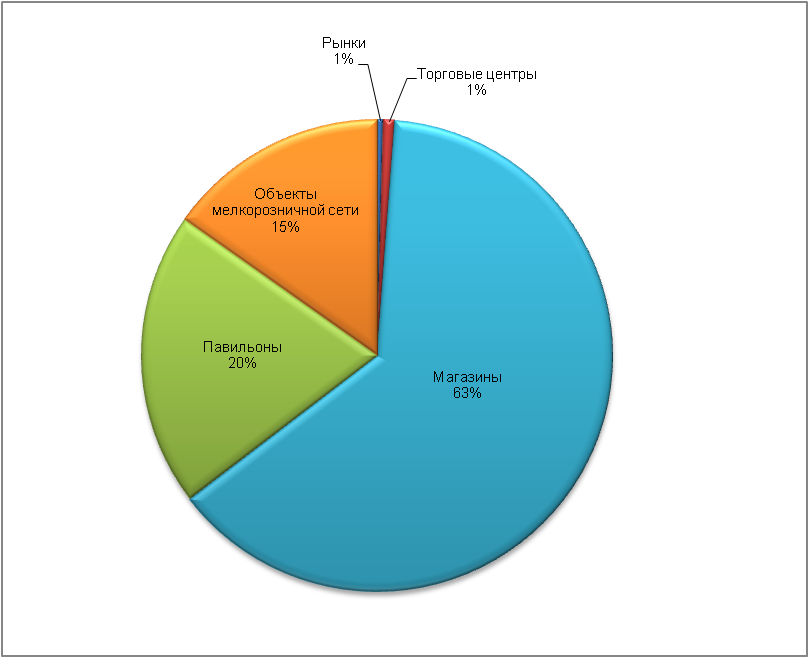 Рынки
1%
Торговые центры
1%
Объекты
мелкорозничной сети
15%
Павильоны
20%
Магазины
63%